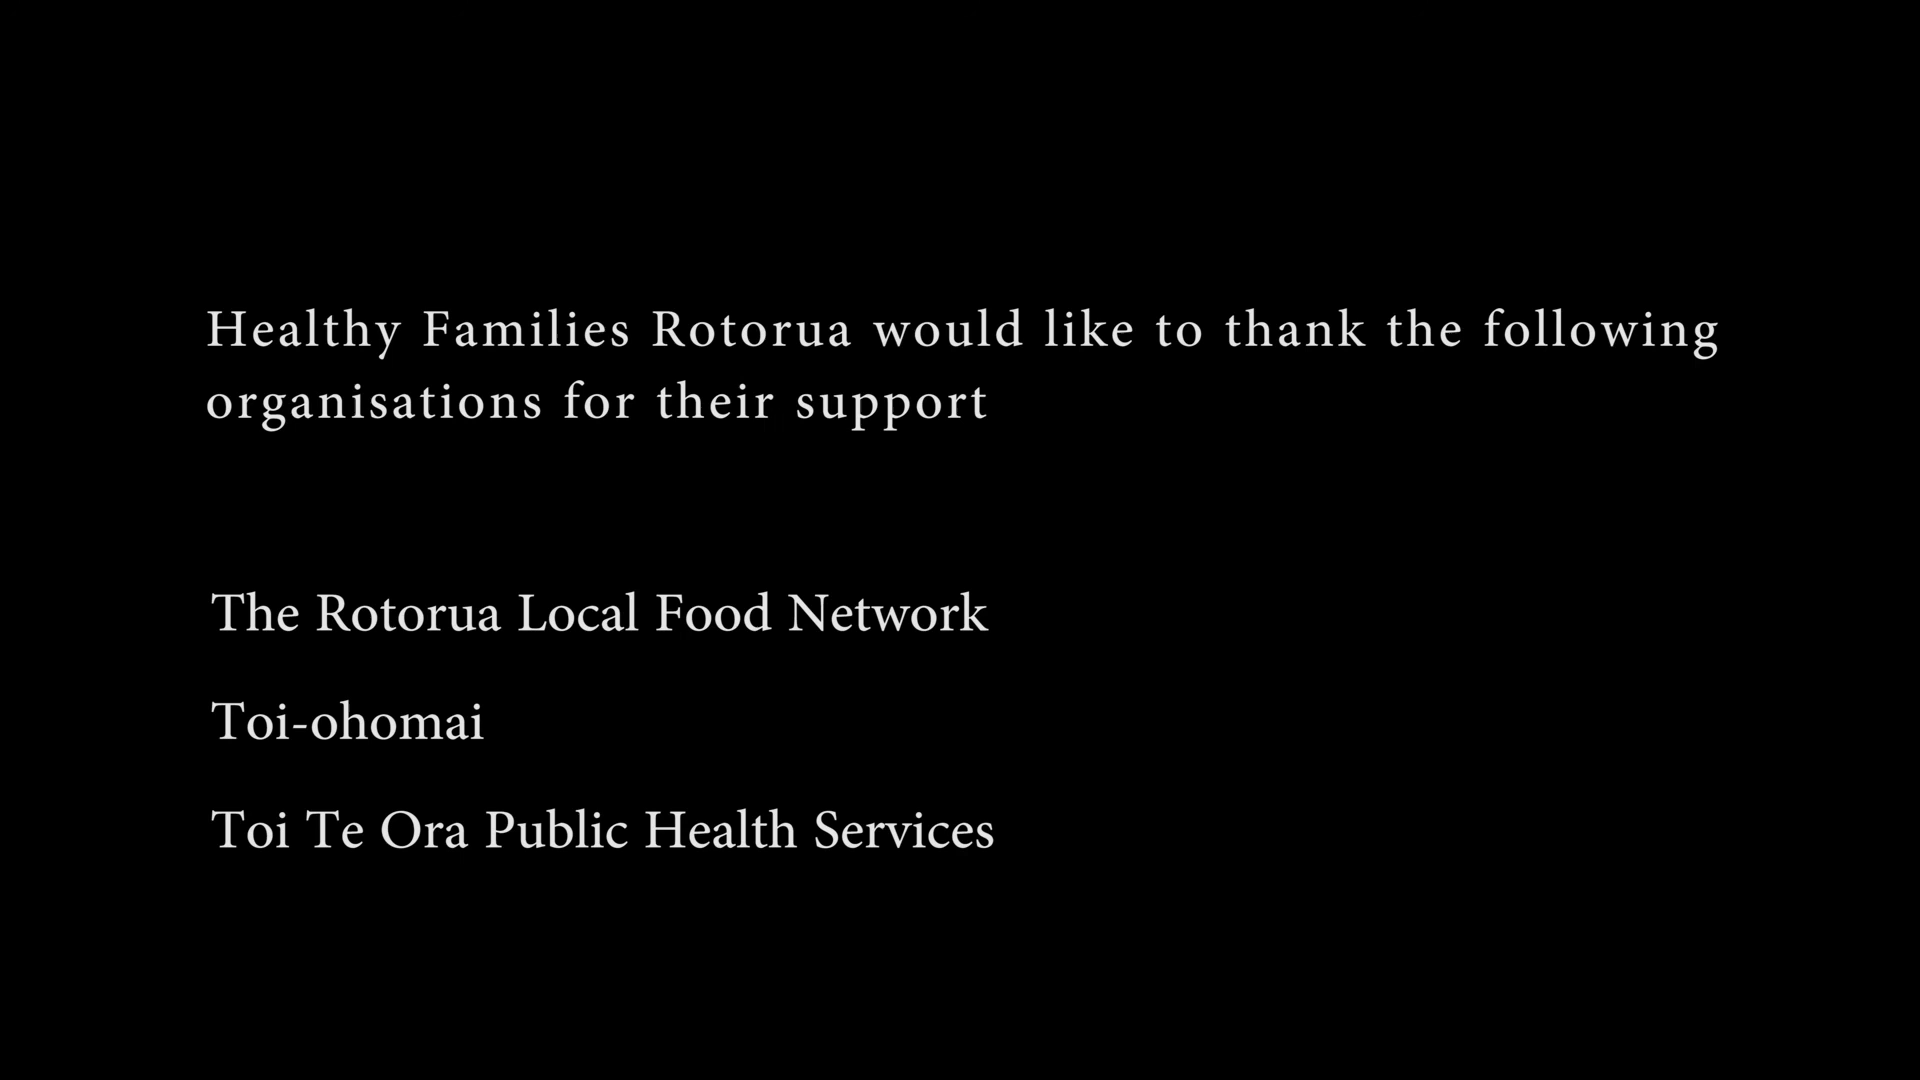 Healthy Families Rotorua would like to thank the following
organisations for their support
The Rotorua Local Food Network
Toi-ohomai
Toi Te Ora Public Health Services